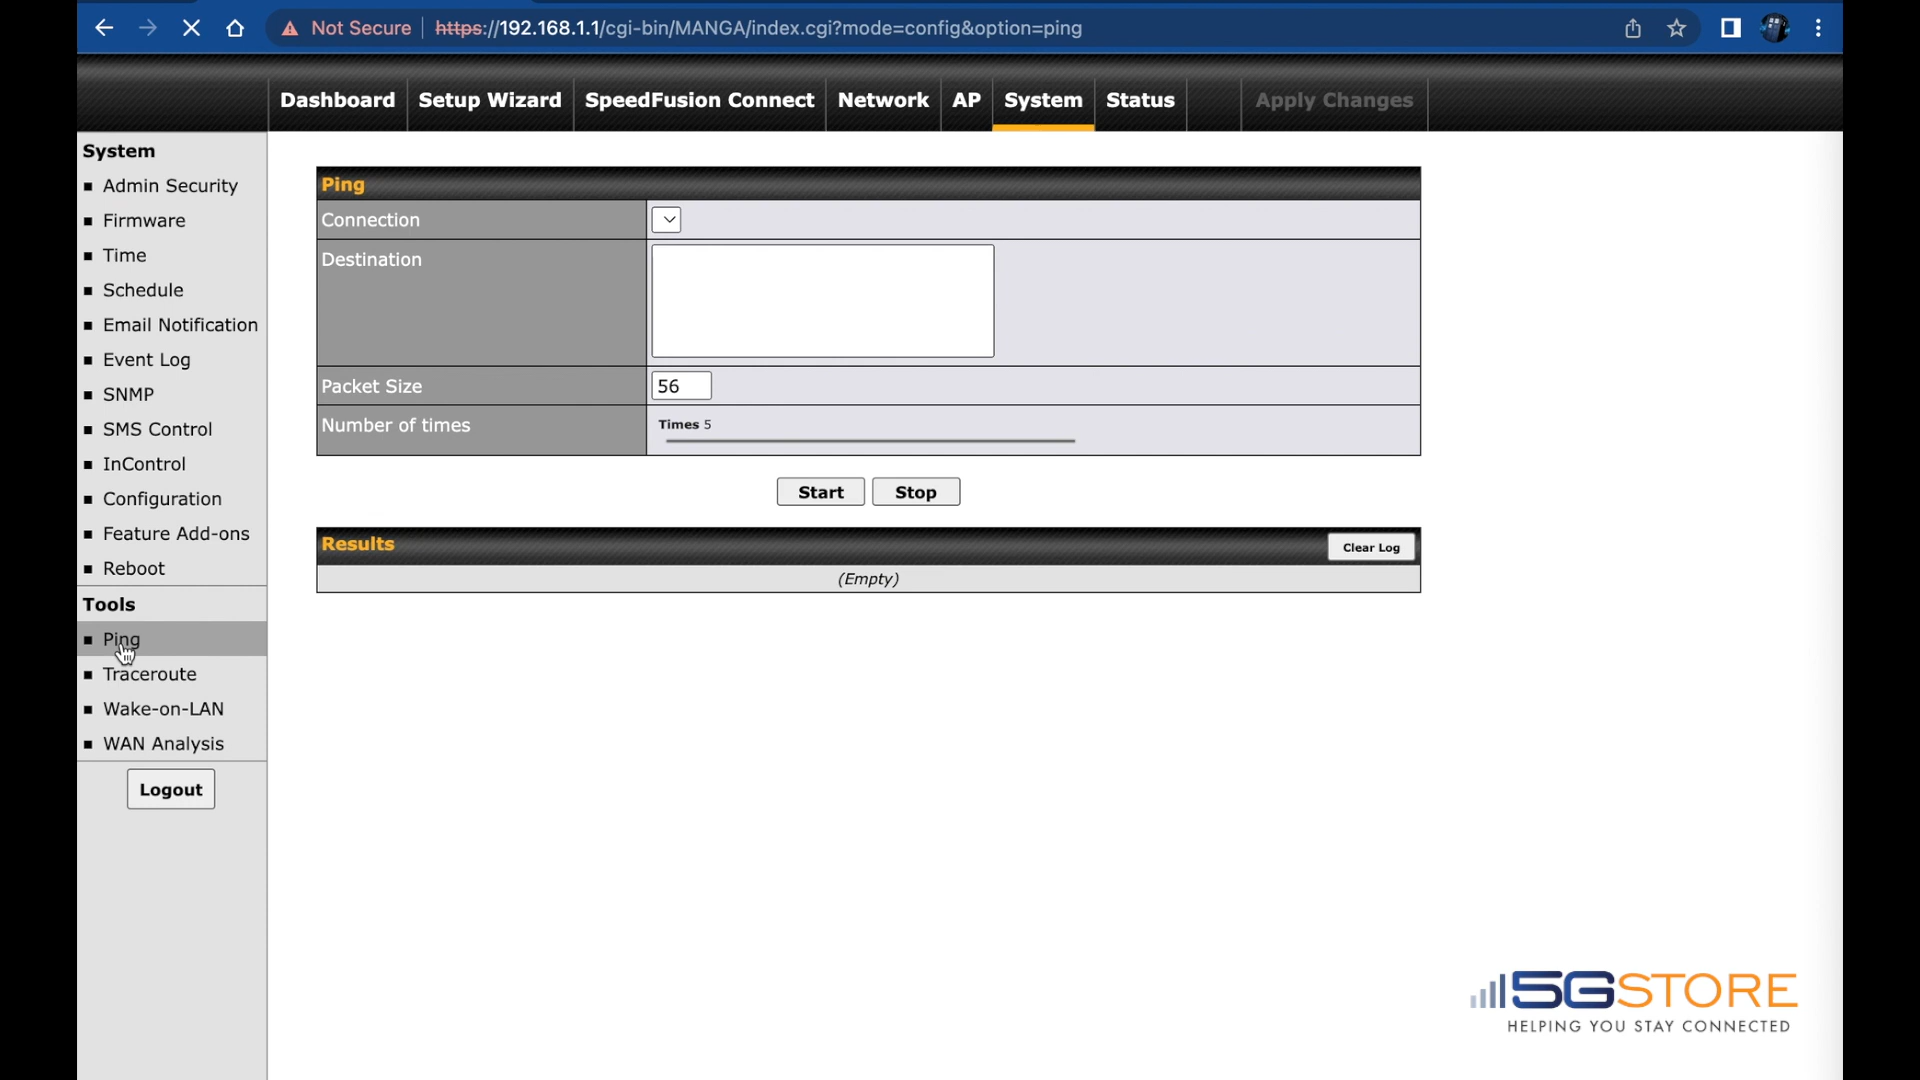 Not Secure | https://192.168.1.1/cgi-bin/MANGA/index.cgi?mode=config&option=ping
Dashboard Setup Wizard SpeedFusion Connect Network AP System Status Apply Changes
System
Admin Security
Firmware
Time
Schedule
Email Notification
Event Log
SNMP
SMS Control
InControl
Configuration
Feature Add-ons
Reboot
Tools
Ping
Traceroute
Wake-on-LAN
WAN Analysis
Logout
Ping
Connection
Destination
Packet Size 56
Number of times Times 5
Start Stop
Results Clear Log
(Empty)
5GSTORE
HELPING YOU STAY CONNECTED